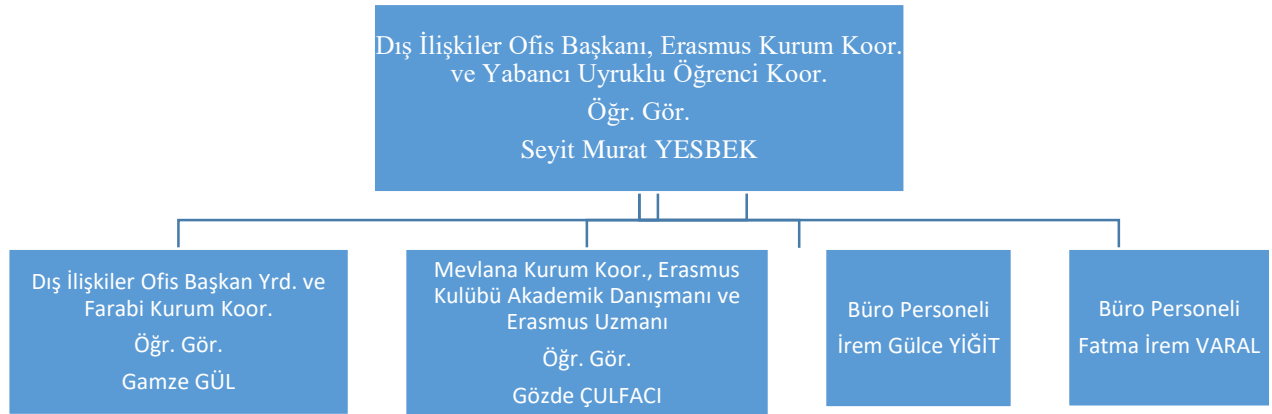 Dış İlişkiler Ofis Başkanı, Erasmus Kurum Koor.
ve Yabancı Uyruklu Öğrenci Koor.
Öğr. Gör.
Seyit Murat YESBEK
Dış İlişkiler Ofis Başkan Yrd. ve
Farabi Kurum Koor.
Öğr. Gör.
Gamze GÜL
Mevlana Kurum Koor., Erasmus
Kulübü Akademik Danışmanı ve
Erasmus Uzmanı
Öğr. Gör.
Gözde ÇULFACI
Büro Personeli
İrem Gülce YİĞİT
Büro Personeli
Fatma İrem VARAL